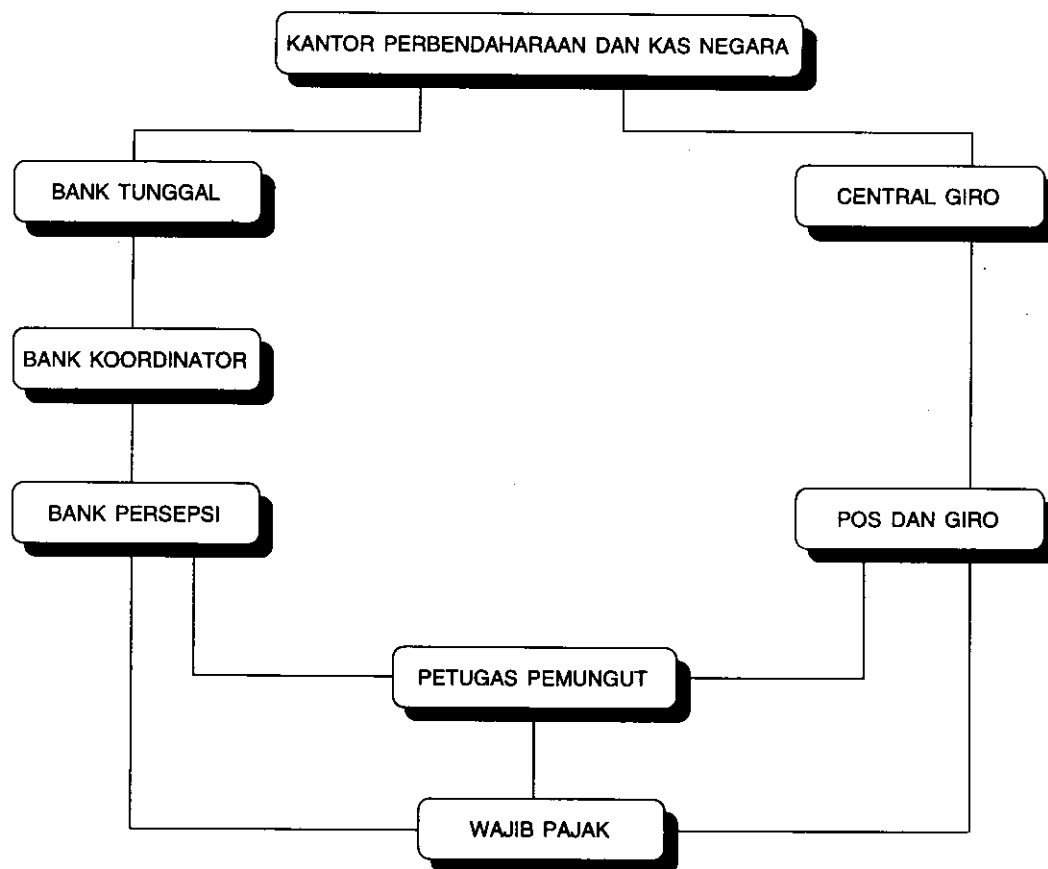 KANTOR PERBENDAHARAAN DAN KAS NEGARA
BANK TUNGGAL
CENTRAL GIRO
BANK KOORDINATOR
BANK PERSEPSI
POS DAN GIRO
PETUGAS PEMUNGUT
WAJIB PAJAK